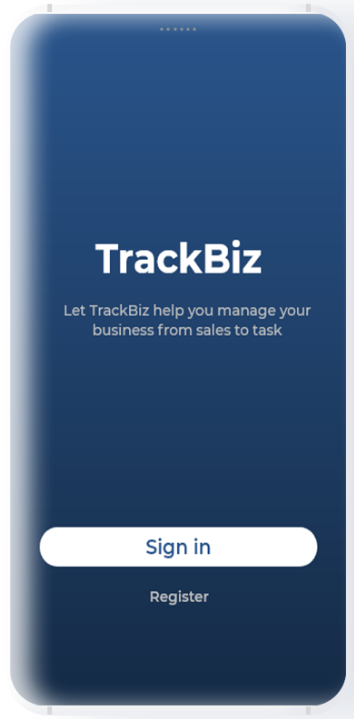 TrackBiz
Let TrackBiz help you manage your
business from sales to task
Sign in
Register